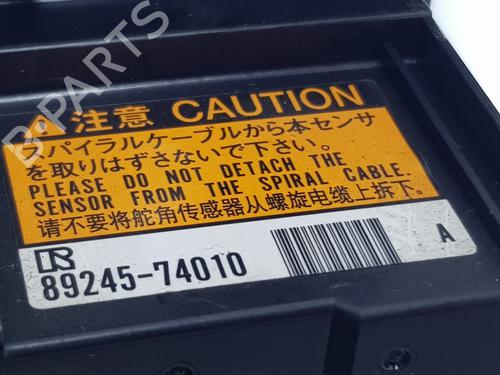 B-PARTS
注意 CAUTION
スパイラルケーブルから本センサ
を取りはずさないで下さい。
PLEASE DO NOT DETACH THE
SENSOR FROM THE SPIRAL CABLE.
请不要将舵角传感器从螺旋电缆上拆下。
R
89245-74010
A